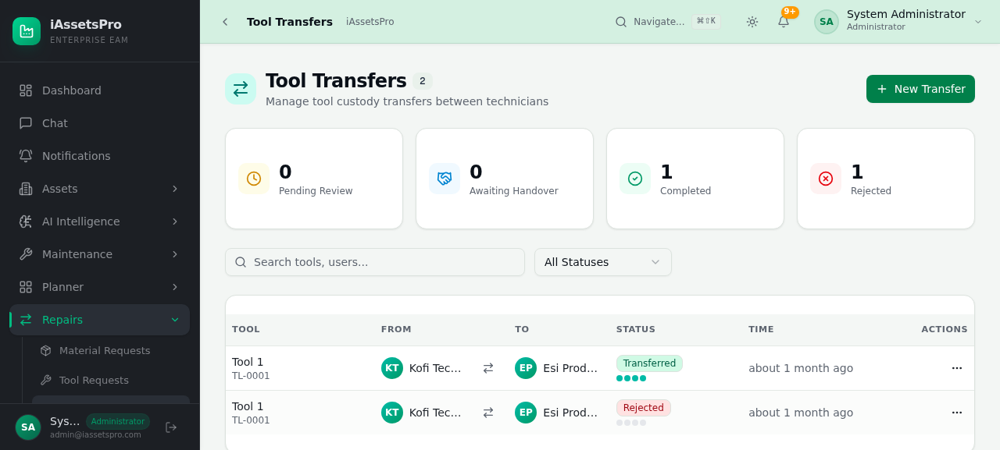 iAssetsPro
ENTERPRISE EAM
Dashboard
Chat
Notifications
Assets
AI Intelligence
Maintenance
Planner
Repairs
Material Requests
Tool Requests
SA
Sys...
Administrator
admin@iassetspro.com
Tool Transfers
iAssetsPro
Navigate...
⌘⇧K
9+
SA
System Administrator
Administrator
Tool Transfers 2
Manage tool custody transfers between technicians
New Transfer
0
Pending Review
0
Awaiting Handover
1
Completed
1
Rejected
Search tools, users...
All Statuses
TOOL FROM TO STATUS TIME ACTIONS
Tool 1
TL-0001
KT Kofi Tec... EP Esi Prod... Transferred about 1 month ago
Tool 1
TL-0001
KT Kofi Tec... EP Esi Prod... Rejected about 1 month ago